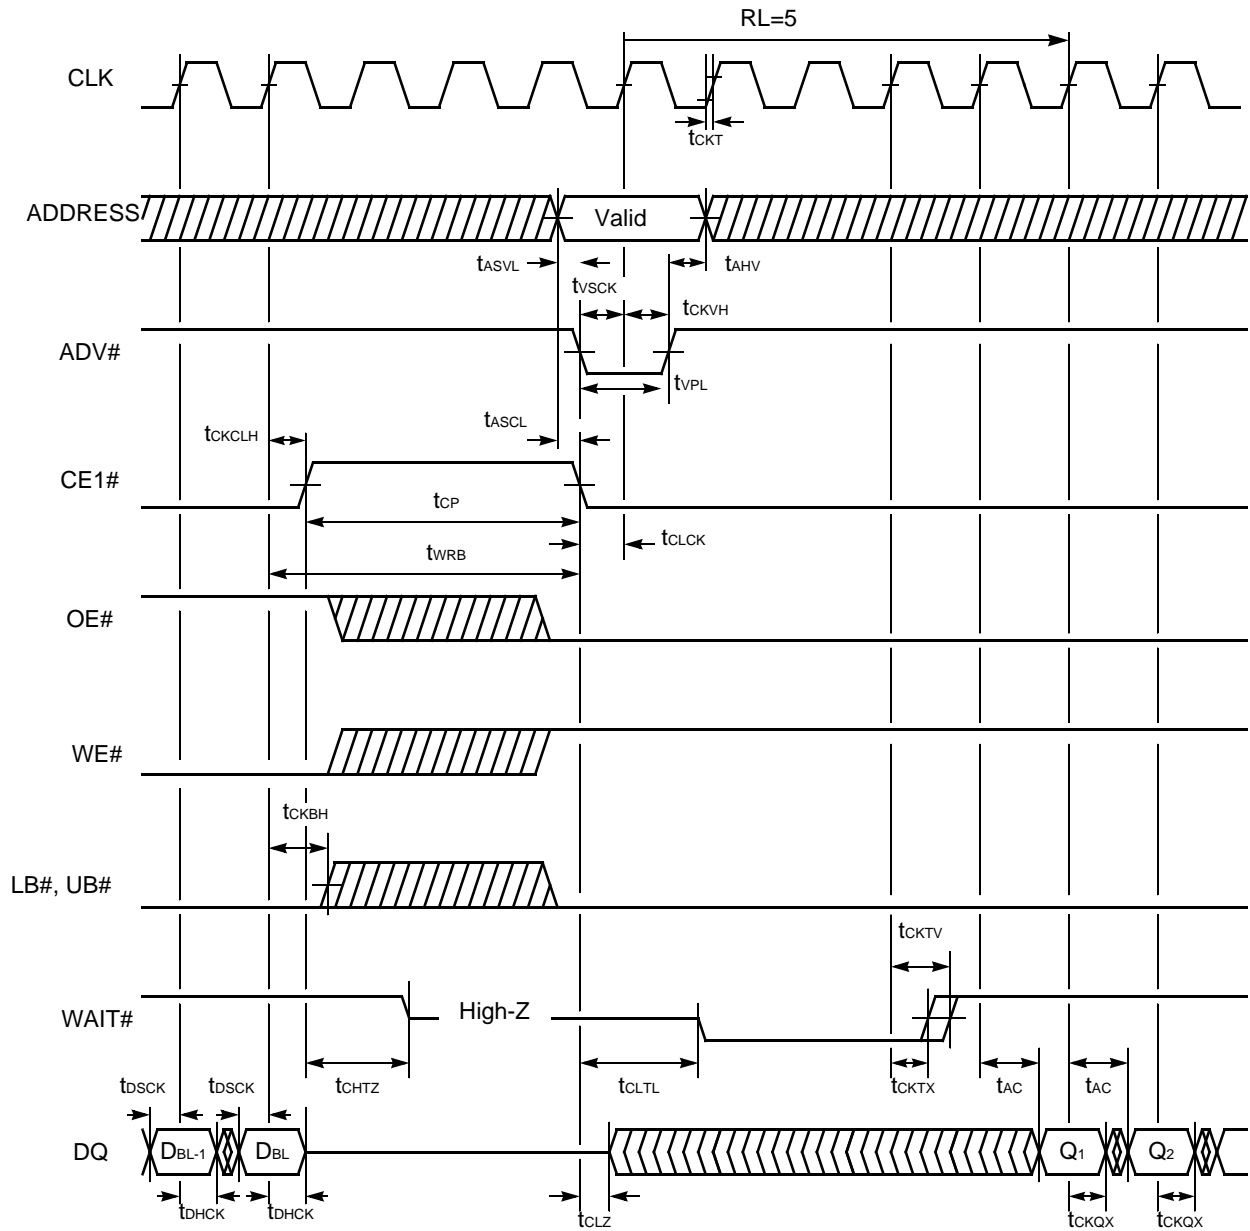 RL=5
CLK
tCKT
ADDRESS
Valid
tASVL
tAHV
tVSCK
tCKVH
ADV#
tVPL
tASCL
tCKCLH
CE1#
tCP
tCLCK
tWRB
OE#
WE#
tCKBH
LB#, UB#
tCKTV
High-Z
WAIT#
tDSCK
tDSCK
tCHTZ
tCLTL
tCKTX
tAC
tAC
DQ
DBL-1
DBL
Q1
Q2
tDHCK
tDHCK
tCLZ
tCKQX
tCKQX